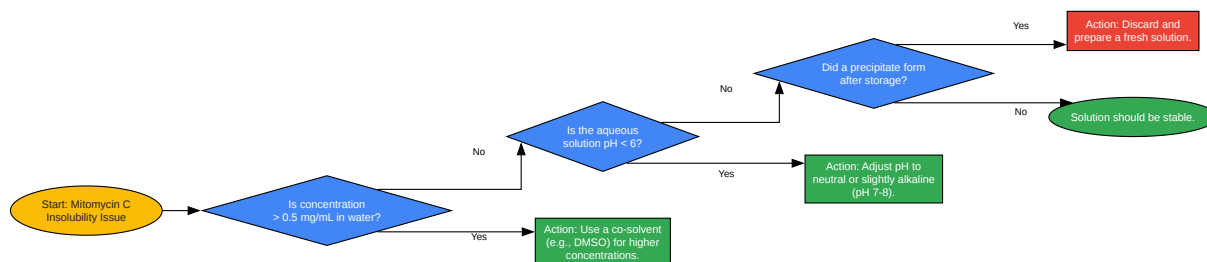 Start: Mitomycin C
Insolubility Issue
Is concentration
> 0.5 mg/mL in water?
No
Yes
Action: Use a co-solvent
(e.g., DMSO) for higher
concentrations.
Is the aqueous
solution pH < 6?
No
Yes
Action: Adjust pH to
neutral or slightly alkaline
(pH 7-8).
Did a precipitate form
after storage?
Yes
No
Action: Discard and
prepare a fresh solution.
Solution should be stable.